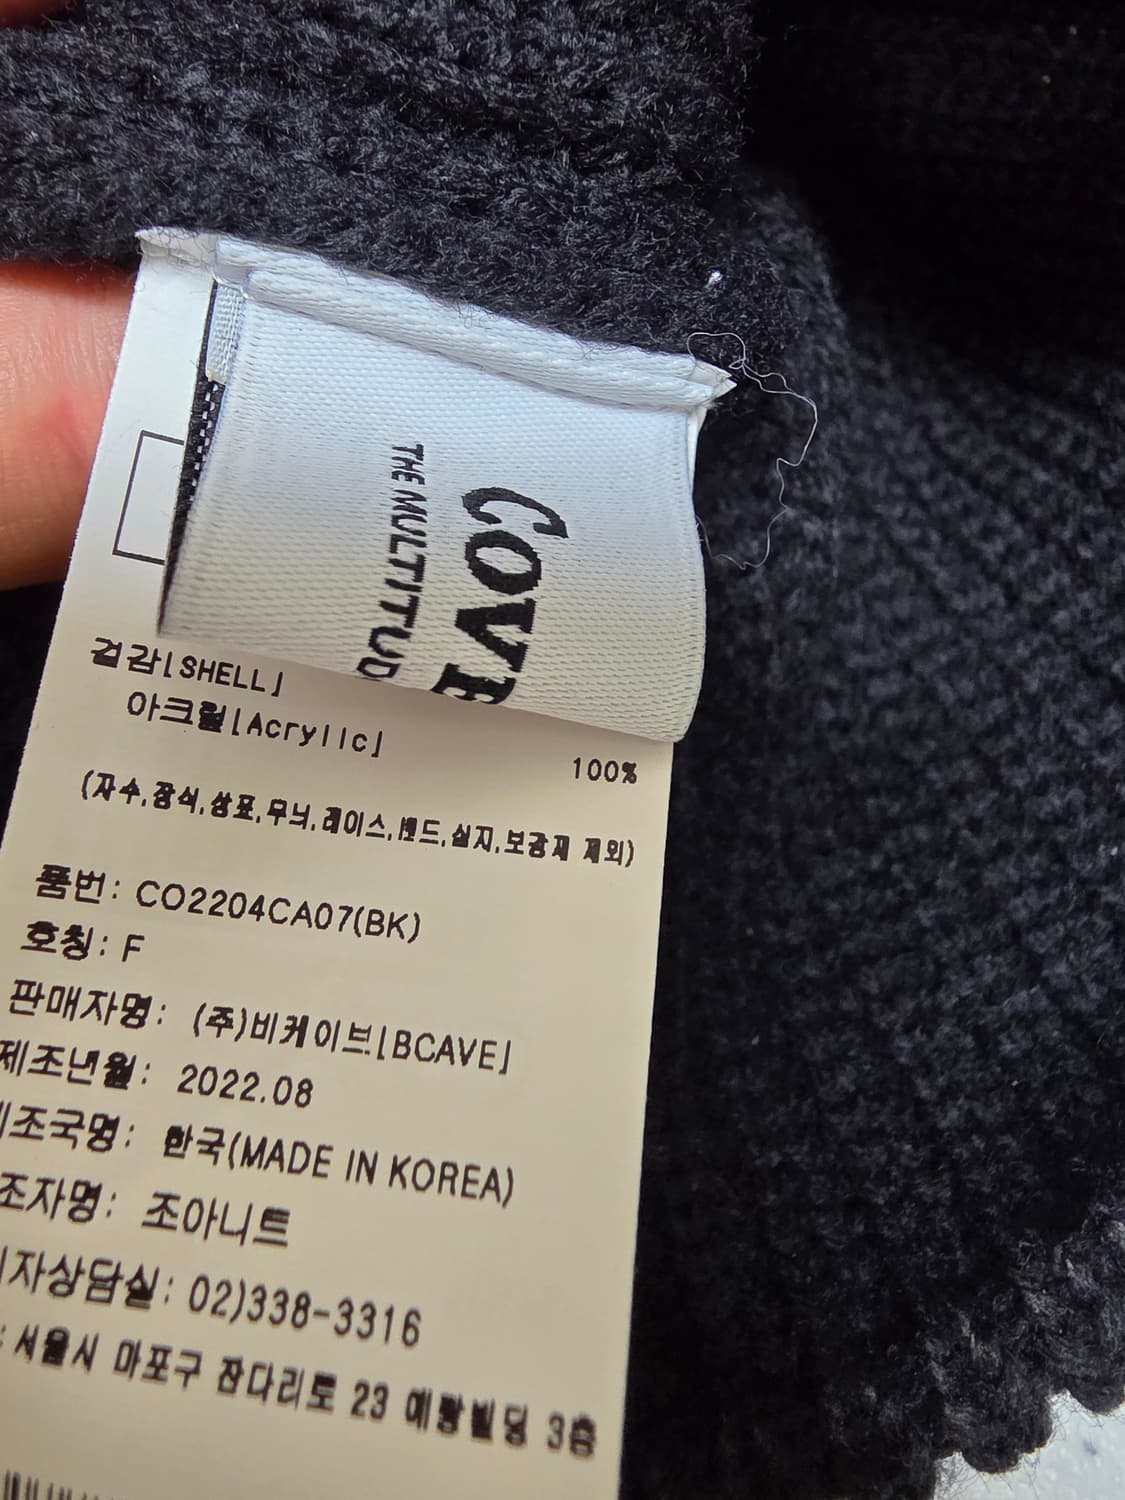 COVE
THE MULTITUD
겉감[SHELL]
아크릴[Acrylic] 100%
(자수,장식,상표,무늬,레이스,밴드,심지,보강재 제외)
품번: CO2204CA07(BK)
호칭: F
판매자명: (주)비케이브[BCAVE]
제조년월: 2022.08
제조국명: 한국(MADE IN KOREA)
조자명: 조아니트
자상담실: 02)338-3316
: 서울시 마포구 잔다리로 23 예랑빌딩 3층